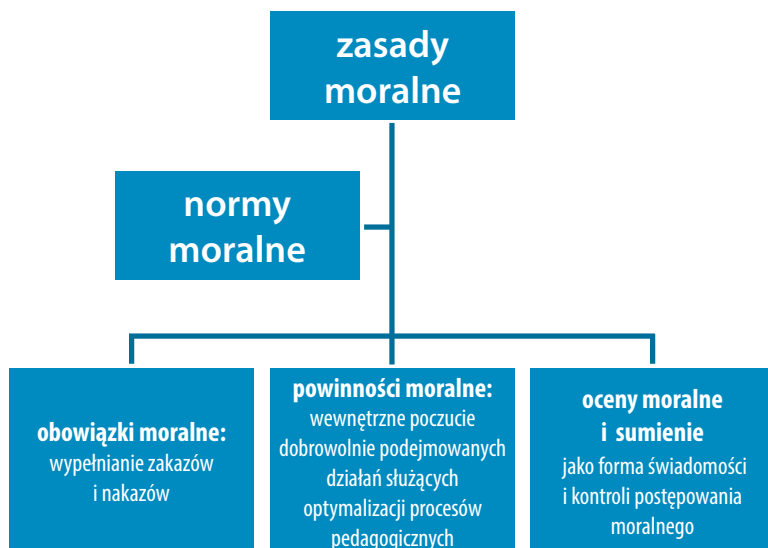 zasady
moralne
normy
moralne
obowiązki moralne:
wypełnianie zakazów
i nakazów
powinności moralne:
wewnętrzne poczucie
dobrowolnie podejmowanych
działań służących
optymalizacji procesów
pedagogicznych
oceny moralne
i sumienie
jako forma świadomości
i kontroli postępowania
moralnego